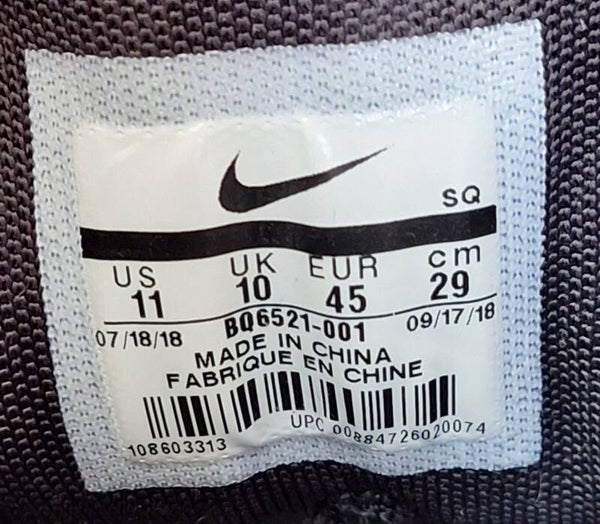 SQ
US UK EUR cm
11 10 45 29
07/18/18 BQ6521-001 09/17/18
MADE IN CHINA
FABRIQUE EN CHINE
108603313 UPC 00884726020074